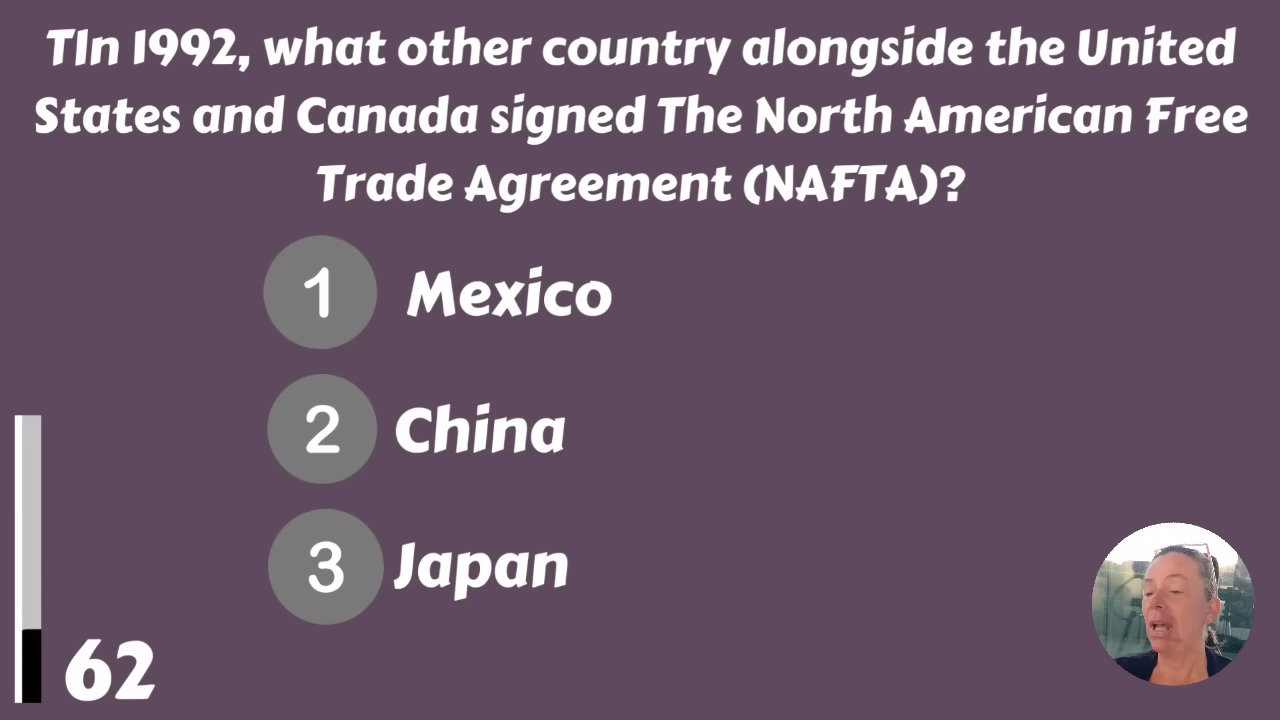 TIn 1992, what other country alongside the United
States and Canada signed The North American Free
Trade Agreement (NAFTA)?
1 Mexico
2 China
3 Japan
62